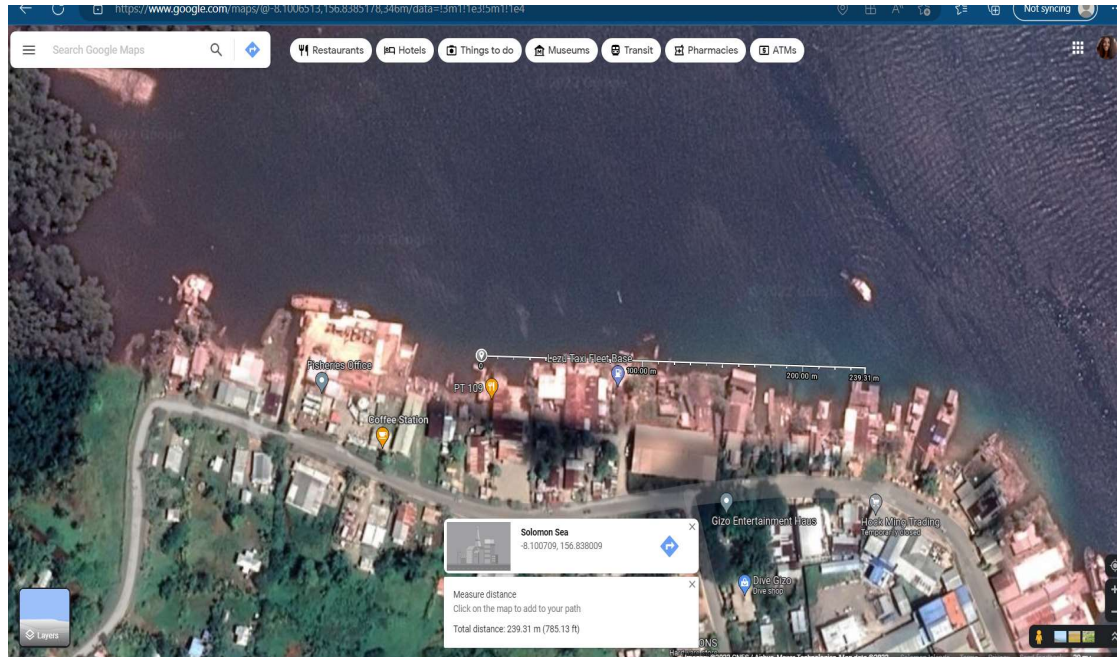 https://www.google.com/maps/@-8.1006513,156.8385178,346m/data=!3m1!1e3!5m1!1e4
Not syncing
Search Google Maps
Restaurants
Hotels
Things to do
Museums
Transit
Pharmacies
ATMs
Fisheries Office
Lezu Taxi Fleet Base
0
100.00 m
200.00 m
239.31 m
PT 109
Coffee Station
Gizo Entertainment Haus
Hook Ming Trading
Temporarily closed
Solomon Sea
-8.100709, 156.838009
Dive Gizo
Dive shop
Measure distance
Click on the map to add to your path
Total distance: 239.31 m (785.13 ft)
Layers